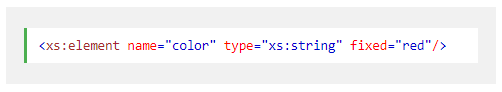 <xs:element name="color" type="xs:string" fixed="red"/>